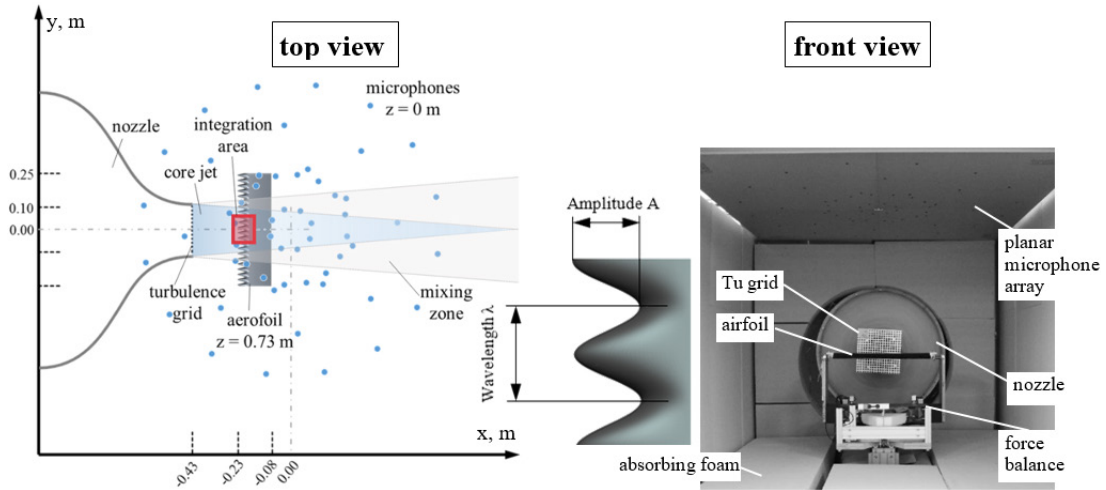 y, m
top view
front view
microphones
z = 0 m
nozzle
integration
area
core jet
0.25
0.10
0.00
turbulence
grid
aerofoil
z = 0.73 m
mixing
zone
x, m
-0.43
-0.23
-0.08
0.00
Amplitude A
Wavelength λ
planar
microphone
array
Tu grid
airfoil
nozzle
force
balance
absorbing foam